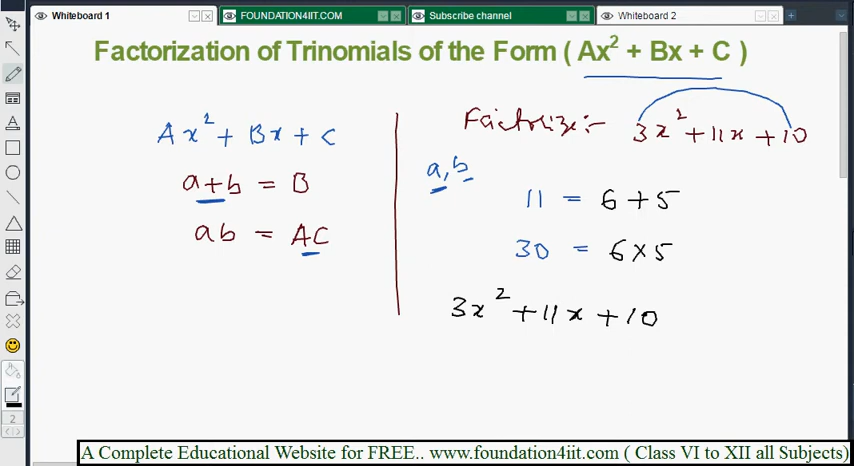 Whiteboard 1 FOUNDATION4IIT.COM Subscribe channel Whiteboard 2
Factorization of Trinomials of the Form ( Ax² + Bx + C )
Ax² + Bx + C
a + b = B
ab = AC
Factorize:- 3x² + 11x + 10
a, b
11 = 6 + 5
30 = 6 × 5
3x² + 11x + 10
2
A Complete Educational Website for FREE.. www.foundation4iit.com ( Class VI to XII all Subjects)